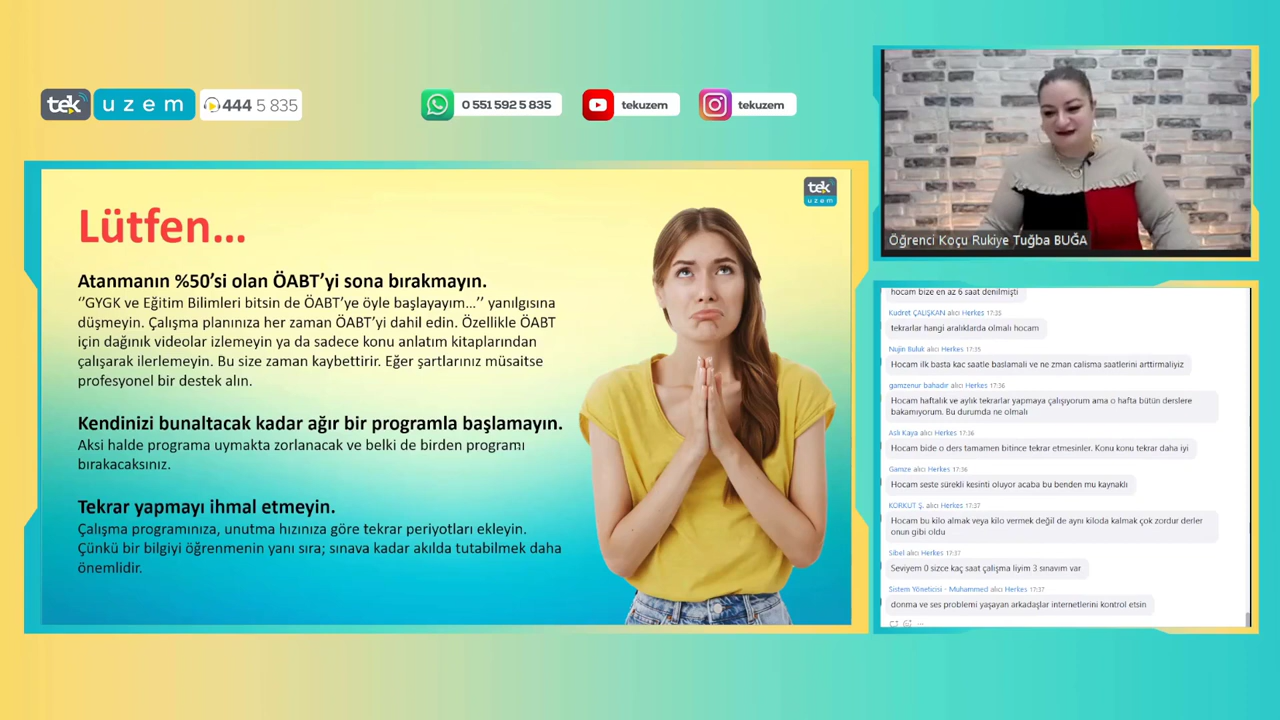 tek uzem 444 5 835
0 551 592 5 835
tekuzem
tekuzem
tek
uzem
Lütfen...
Atanmanın %50'si olan ÖABT'yi sona bırakmayın.
‘’GYGK ve Eğitim Bilimleri bitsin de ÖABT’ye öyle başlayayım…’’ yanılgısına
düşmeyin. Çalışma planınıza her zaman ÖABT’yi dahil edin. Özellikle ÖABT
için dağınık videolar izlemeyin ya da sadece konu anlatım kitaplarından
çalışarak ilerlemeyin. Bu size zaman kaybettirir. Eğer şartlarınız müsaitse
profesyonel bir destek alın.
Kendinizi bunaltacak kadar ağır bir programla başlamayın.
Aksi halde programa uymakta zorlanacak ve belki de birden programı
bırakacaksınız.
Tekrar yapmayı ihmal etmeyin.
Çalışma programınıza, unutma hızınıza göre tekrar periyotları ekleyin.
Çünkü bir bilgiyi öğrenmenin yanı sıra; sınava kadar akılda tutabilmek daha
önemlidir.
Öğrenci Koçu Rukiye Tuğba BUĞA
hocam bize en az 6 saat denilmişti
Kudret ÇALIŞKAN alıcı Herkes 17:35
tekrarlar hangi aralıklarda olmalı hocam
Nujin Buluk alıcı Herkes 17:35
Hocam ilk basta kac saatle baslamali ve ne zman calisma saatlerini arttirmaliyiz
gamzenur bahadır alıcı Herkes 17:36
Hocam haftalık ve aylık tekrarlar yapmaya çalışıyorum ama o hafta bütün derslere
bakamıyorum. Bu durumda ne olmalı
Aslı Kaya alıcı Herkes 17:36
Hocam bide o ders tamamen bitince tekrar etmesinler. Konu konu tekrar daha iyi
Gamze alıcı Herkes 17:36
Hocam seste sürekli kesinti oluyor acaba bu benden mu kaynaklı
KORKUT Ş. alıcı Herkes 17:37
Hocam bu kilo almak veya kilo vermek değil de aynı kiloda kalmak çok zordur derler
onun gibi oldu
Sibel alıcı Herkes 17:37
Seviyem 0 sizce kaç saat çalışma liyim 3 sınavım var
Sistem Yöneticisi - Muhammed alıcı Herkes 17:37
donma ve ses problemi yaşayan arkadaşlar internetlerini kontrol etsin